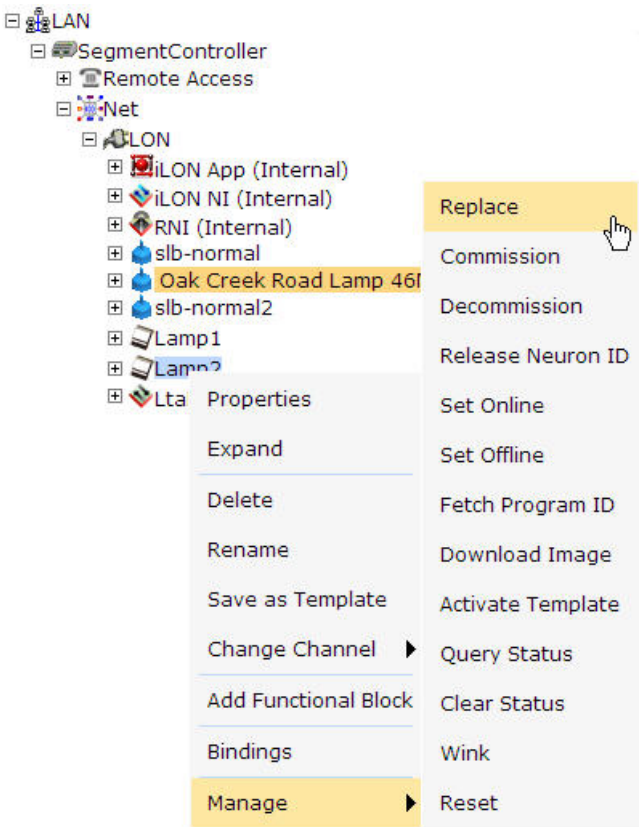 LAN
SegmentController
Remote Access
Net
LON
iLON App (Internal)
iLON NI (Internal)
RNI (Internal)
slb-normal
Oak Creek Road Lamp
slb-normal2
Lamp1
Lamp2
Lta
Properties
Expand
Delete
Rename
Save as Template
Change Channel
Add Functional Block
Bindings
Manage
Replace
Commission
Decommission
Release Neuron ID
Set Online
Set Offline
Fetch Program ID
Download Image
Activate Template
Query Status
Clear Status
Wink
Reset